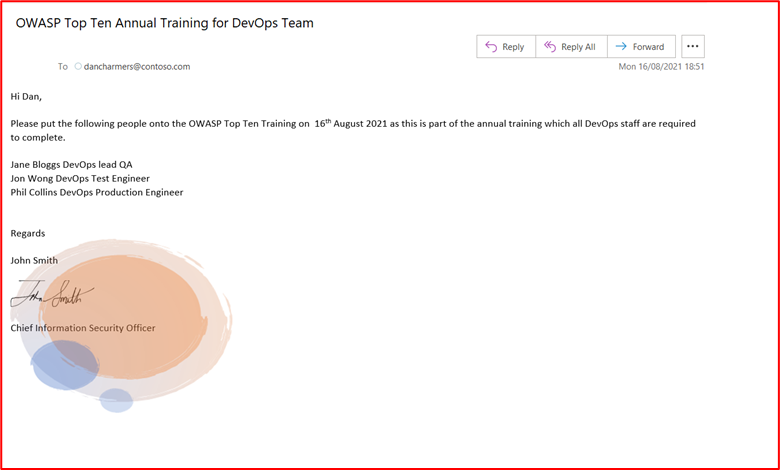 OWASP Top Ten Annual Training for DevOps Team
Reply
Reply All
Forward
To dancharmers@contoso.com
Mon 16/08/2021 18:51
Hi Dan,
Please put the following people onto the OWASP Top Ten Training on 16th August 2021 as this is part of the annual training which all DevOps staff are required
to complete.
Jane Bloggs DevOps lead QA
Jon Wong DevOps Test Engineer
Phil Collins DevOps Production Engineer
Regards
John Smith
John Smith
Chief Information Security Officer